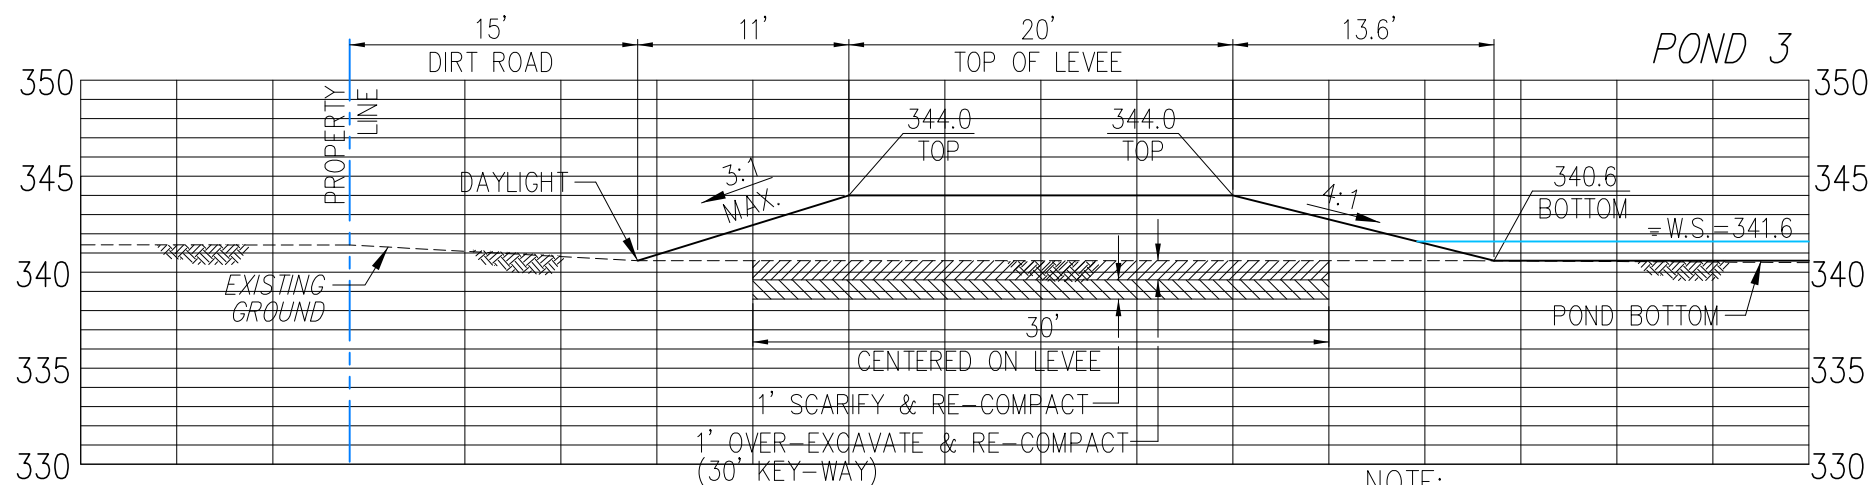 15' 11' 20' 13.6'
DIRT ROAD TOP OF LEVEE POND 3
350 350
PROPERTY
LINE
344.0 344.0
TOP TOP
345 345
DAYLIGHT
3:1
MAX.
4:1
340.6
BOTTOM
W.S.=341.6
340 340
EXISTING
GROUND
30'
POND BOTTOM
335 335
CENTERED ON LEVEE
1' SCARIFY & RE-COMPACT
1' OVER-EXCAVATE & RE-COMPACT
(30' KEY-WAY)
330 330
NOTE: